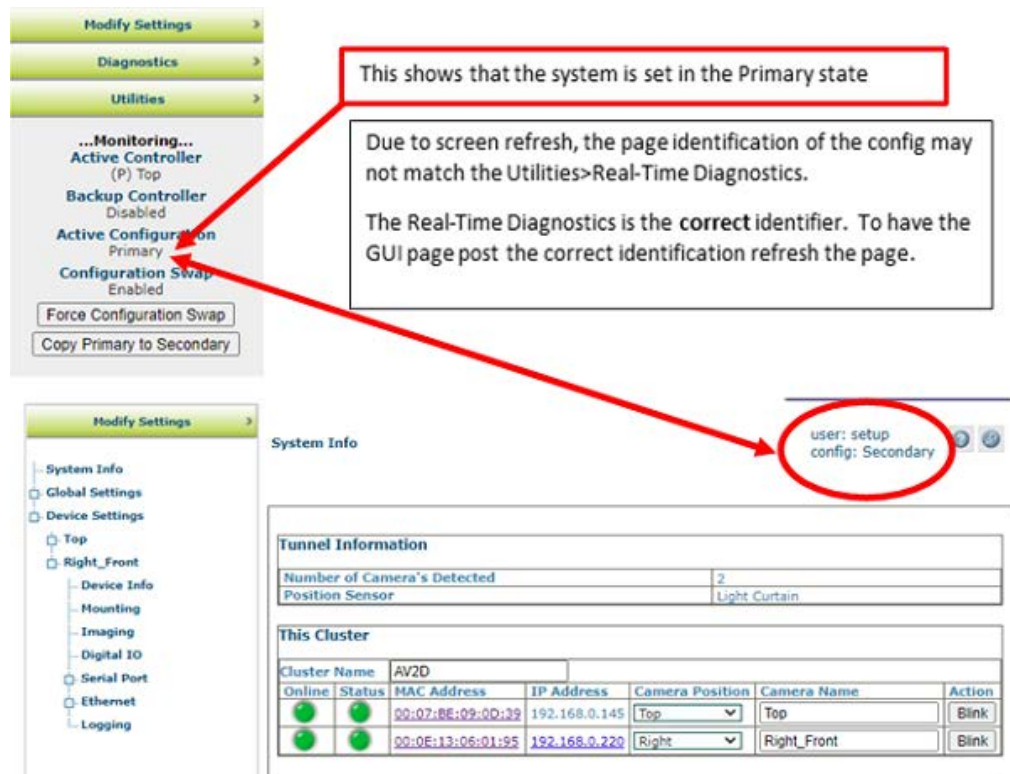 Modify Settings
Diagnostics
Utilities
...Monitoring...
Active Controller
(P) Top
Backup Controller
Disabled
Active Configuration
Primary
Configuration Swap
Enabled
Force Configuration Swap
Copy Primary to Secondary
This shows that the system is set in the Primary state
Due to screen refresh, the page identification of the config may
not match the Utilities>Real-Time Diagnostics.
The Real-Time Diagnostics is the correct identifier. To have the
GUI page post the correct identification refresh the page.
Modify Settings
System Info
Global Settings
Device Settings
Top
Right_Front
Device Info
Mounting
Imaging
Digital IO
Serial Port
Ethernet
Logging
System Info
user: setup
config: Secondary
Tunnel Information
Number of Camera's Detected 2
Position Sensor Light Curtain
This Cluster
Cluster Name AV2D
Online Status MAC Address IP Address Camera Position Camera Name Action
00:07:BE:09:0D:39 192.168.0.145 Top Top Blink
00:0E:13:06:01:95 192.168.0.220 Right Right_Front Blink